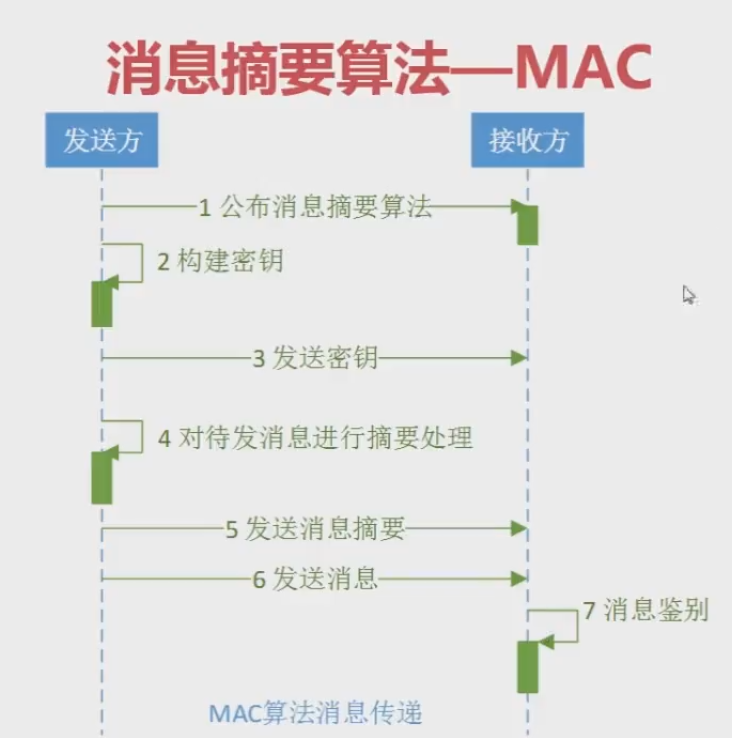 消息摘要算法—MAC
发送方
接收方
1 公布消息摘要算法
2 构建密钥
3 发送密钥
4 对待发消息进行摘要处理
5 发送消息摘要
6 发送消息
7 消息鉴别
MAC算法消息传递